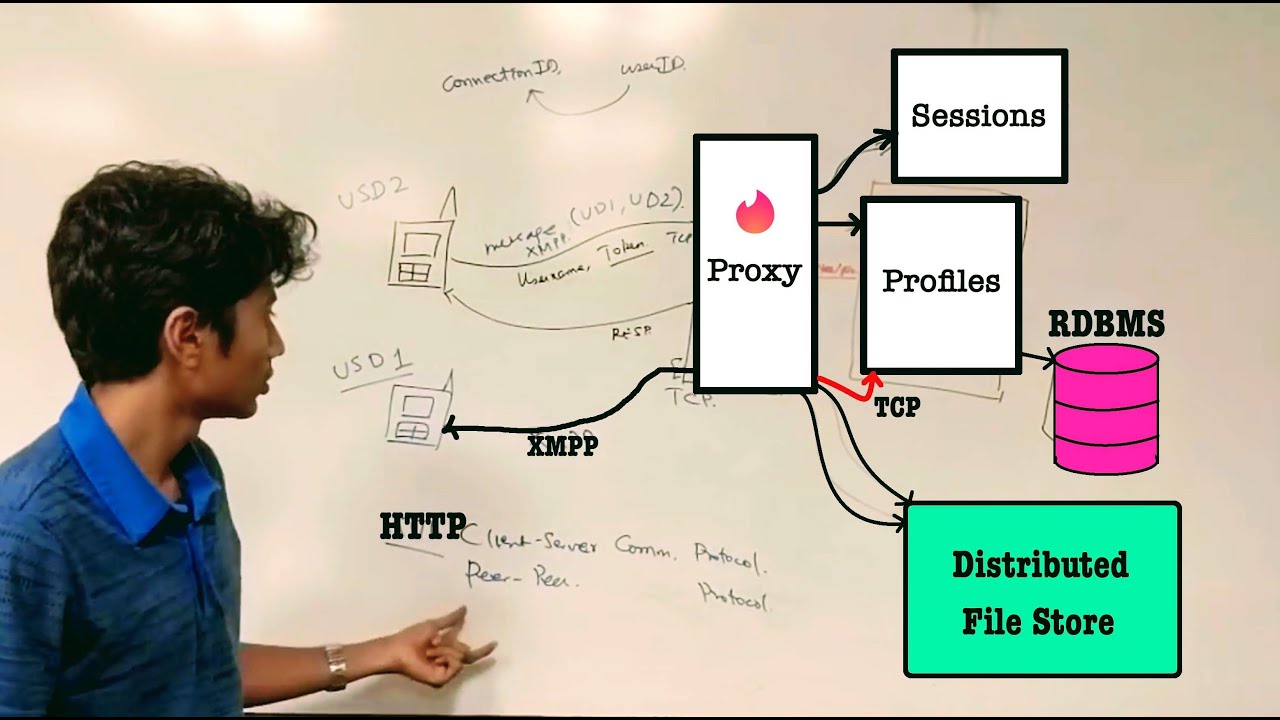 connectionID
userID.
Sessions
USD2
message (UD1, UD2).
XMPP.
TCP
Username, Token.
Proxy
Profiles
RESP.
RDBMS
USD1
TCP.
TCP
XMPP
HTTP
Client-Server Comm. Protocol.
Peer-Peer. Protocol.
Distributed
File Store